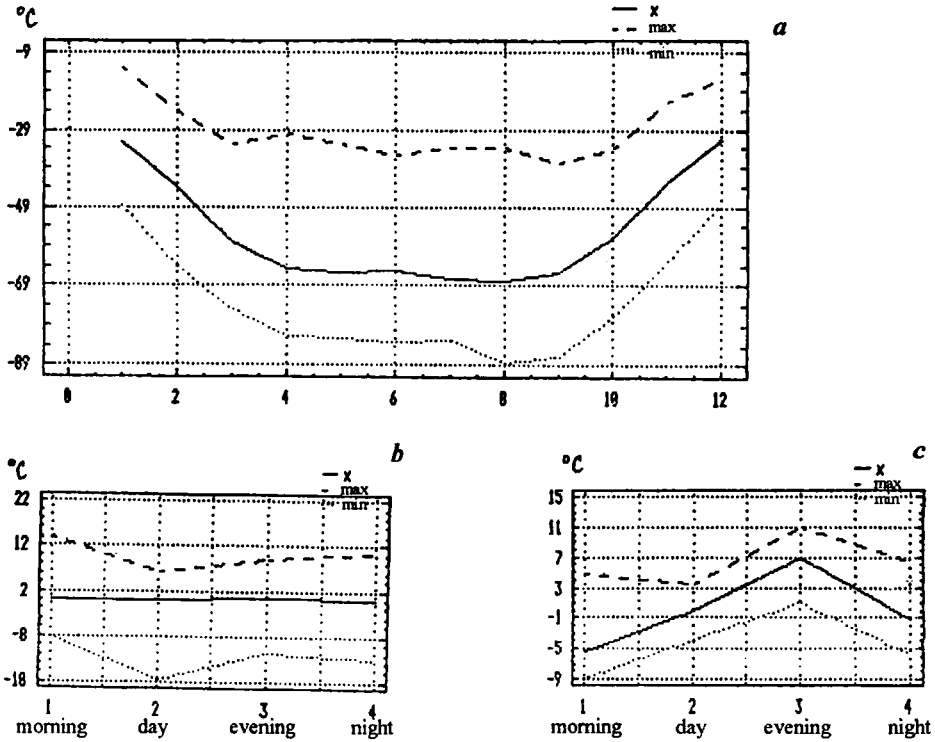 °C
x
max
min
a
-9
-29
-49
-69
-89
0 2 4 6 8 10 12
°C
x
max
min
b
22
12
2
-8
-18
1 2 3 4
morning day evening night
°C
x
max
min
c
15
11
7
3
-1
-5
-9
1 2 3 4
morning day evening night